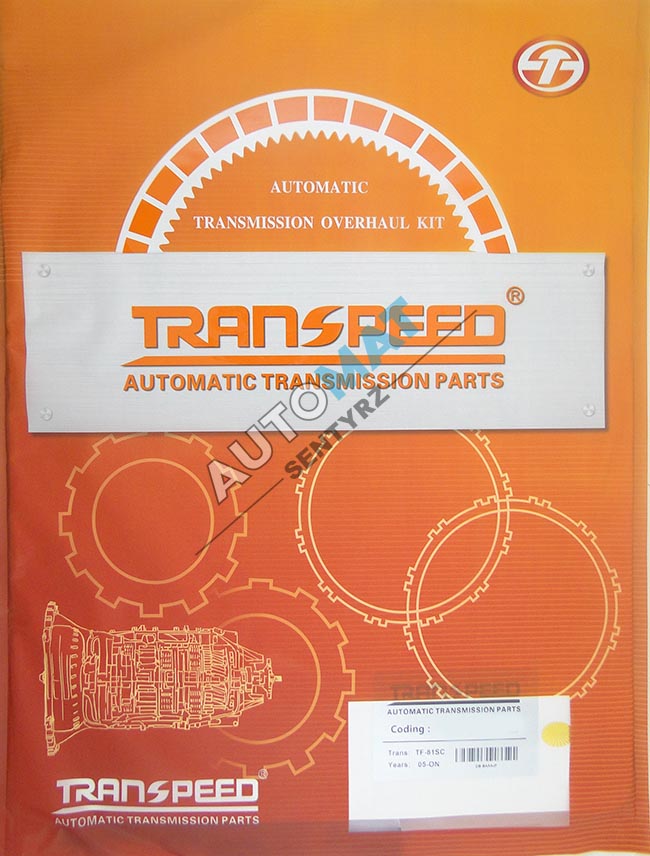 AUTOMATIC
TRANSMISSION OVERHAUL KIT
TRANSPEED®
AUTOMATIC TRANSMISSION PARTS
AUTOMAT
SENTYRZ
TRANSPEED
AUTOMATIC TRANSMISSION PARTS
Coding :
Trans: TF-81SC
Years: 05-ON
TRANSPEED®
AUTOMATIC TRANSMISSION PARTS